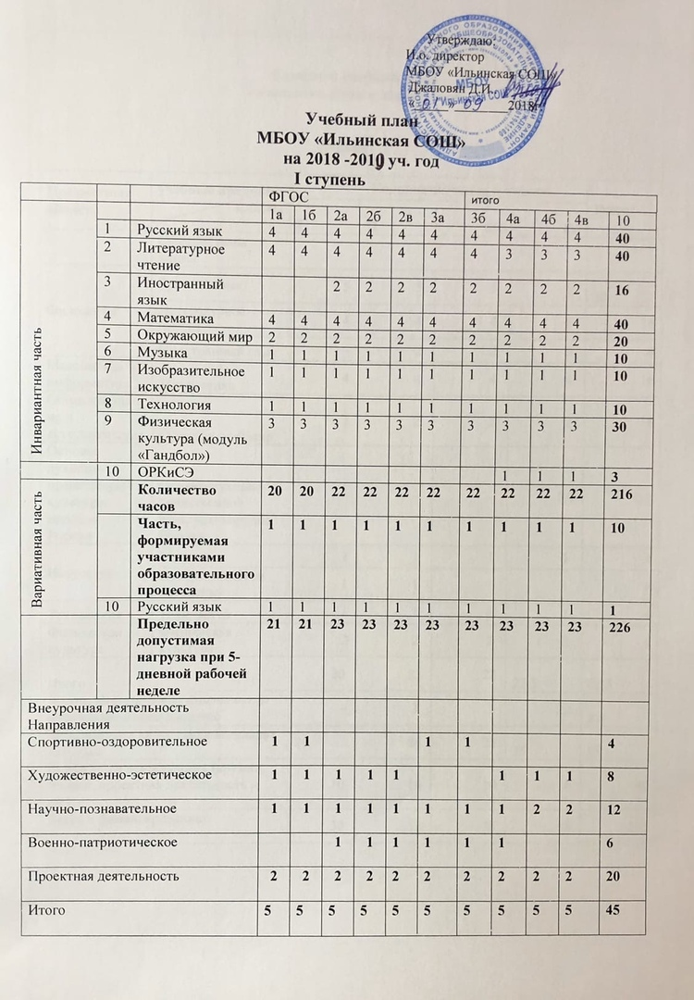 Утверждаю
И.о. директор
МБОУ «Ильинская СОШ»
Джаловян Д.И.
«01» 09 2018г
Учебный план
МБОУ «Ильинская СОШ»
на 2018 -2019 уч. год
I ступень
ФГОС итого
1а 1б 2а 2б 2в 3а 3б 4а 4б 4в 10
Инвариантная часть
1 Русский язык 4 4 4 4 4 4 4 4 4 4 40
2 Литературное 4 4 4 4 4 4 4 3 3 3 40
чтение
3 Иностранный 2 2 2 2 2 2 2 2 16
язык
4 Математика 4 4 4 4 4 4 4 4 4 4 40
5 Окружающий мир 2 2 2 2 2 2 2 2 2 2 20
6 Музыка 1 1 1 1 1 1 1 1 1 1 10
7 Изобразительное 1 1 1 1 1 1 1 1 1 1 10
искусство
8 Технология 1 1 1 1 1 1 1 1 1 1 10
9 Физическая 3 3 3 3 3 3 3 3 3 3 30
культура (модуль
«Гандбол»)
Вариативная часть
10 ОРКиСЭ 1 1 1 3
Количество 20 20 22 22 22 22 22 22 22 22 216
часов
Часть, 1 1 1 1 1 1 1 1 1 1 10
формируемая
участниками
образовательного
процесса
10 Русский язык 1 1 1 1 1 1 1 1 1 1 1
Предельно 21 21 23 23 23 23 23 23 23 23 226
допустимая
нагрузка при 5-
дневной рабочей
неделе
Внеурочная деятельность
Направления
Спортивно-оздоровительное 1 1 1 1 4
Художественно-эстетическое 1 1 1 1 1 1 1 1 8
Научно-познавательное 1 1 1 1 1 1 1 1 2 2 12
Военно-патриотическое 1 1 1 1 1 1 6
Проектная деятельность 2 2 2 2 2 2 2 2 2 2 20
Итого 5 5 5 5 5 5 5 5 5 5 45